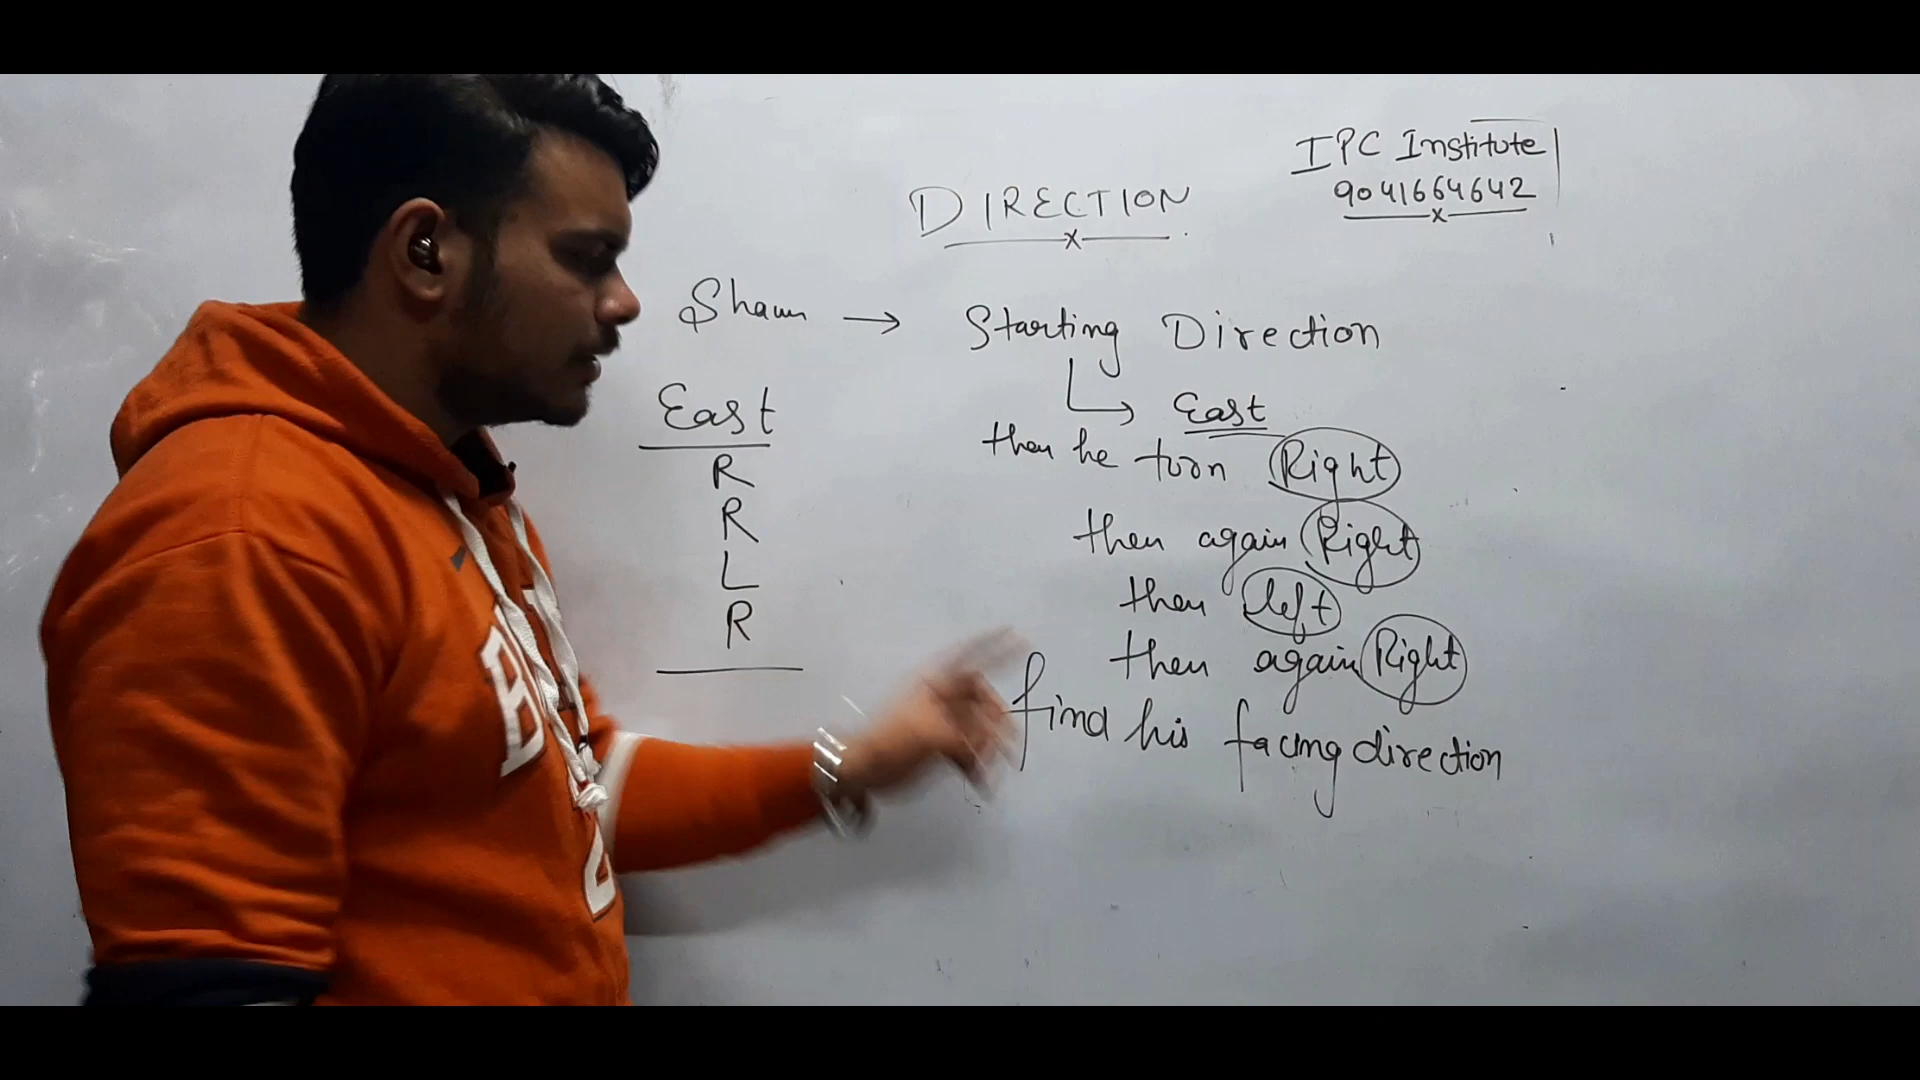 IPC Institute
9041664642
DIRECTION
Shawn → Starting Direction
East
East
then he turn Right
R
then again Right
R
then left
L
then again Right
R
find his facing direction